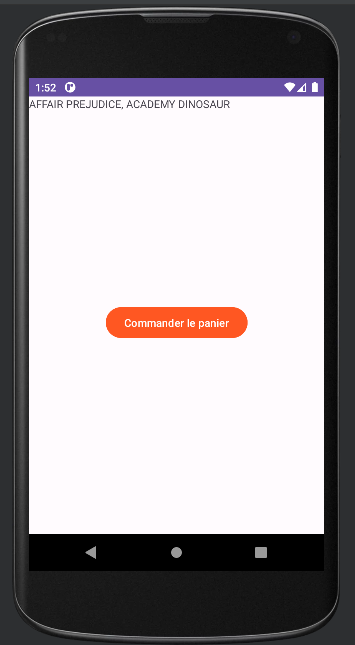 1:52
AFFAIR PREJUDICE, ACADEMY DINOSAUR
Commander le panier